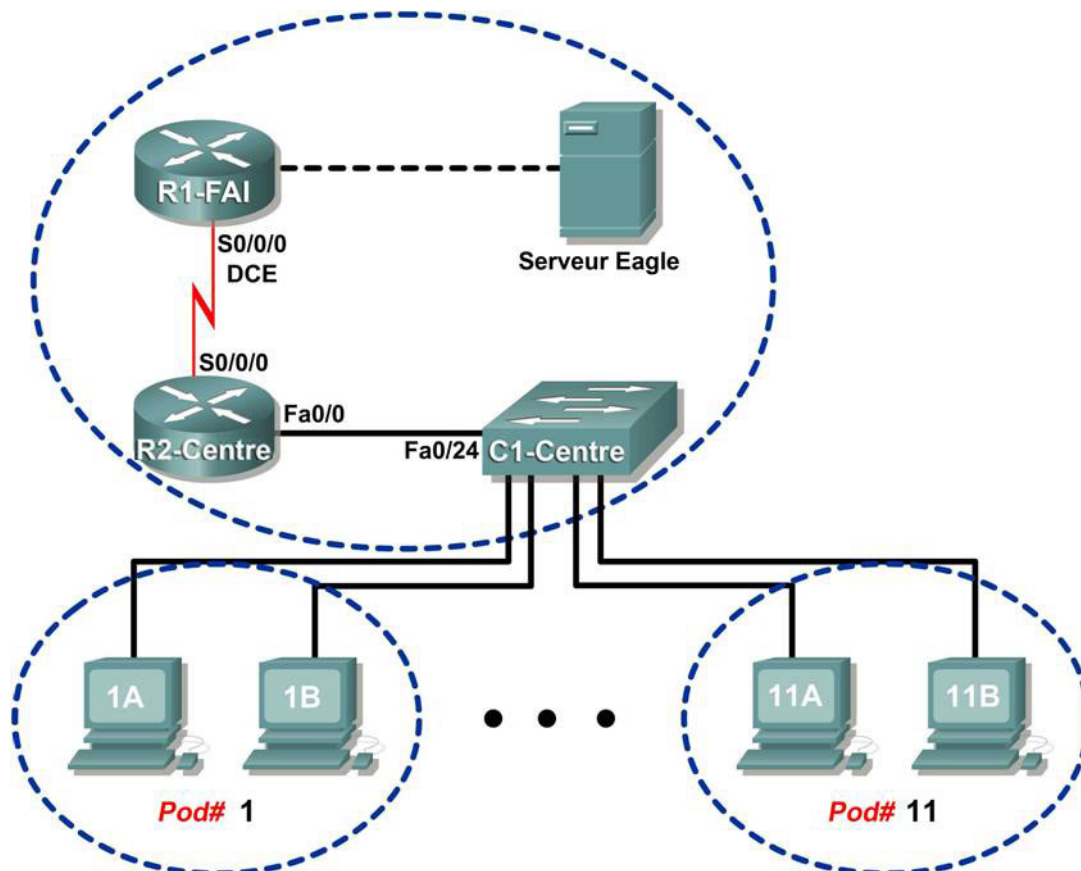 R1-FAI
S0/0/0
DCE
Serveur Eagle
S0/0/0
R2-Centre
Fa0/0
Fa0/24
C1-Centre
1A
1B
11A
11B
Pod# 1
Pod# 11